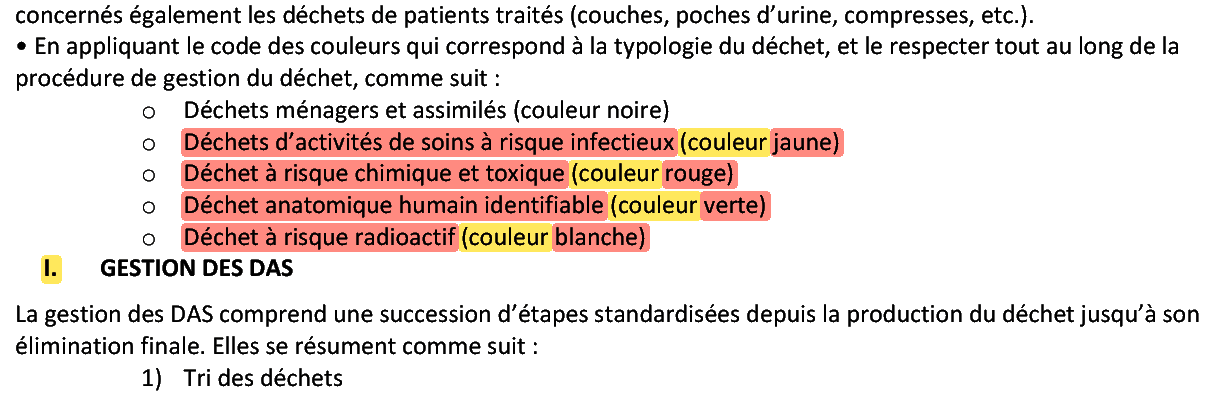 concernés également les déchets de patients traités (couches, poches d’urine, compresses, etc.).
• En appliquant le code des couleurs qui correspond à la typologie du déchet, et le respecter tout au long de la
procédure de gestion du déchet, comme suit :
o Déchets ménagers et assimilés (couleur noire)
o Déchets d’activités de soins à risque infectieux (couleur jaune)
o Déchet à risque chimique et toxique (couleur rouge)
o Déchet anatomique humain identifiable (couleur verte)
o Déchet à risque radioactif (couleur blanche)
I. GESTION DES DAS
La gestion des DAS comprend une succession d’étapes standardisées depuis la production du déchet jusqu’à son
élimination finale. Elles se résument comme suit :
1) Tri des déchets